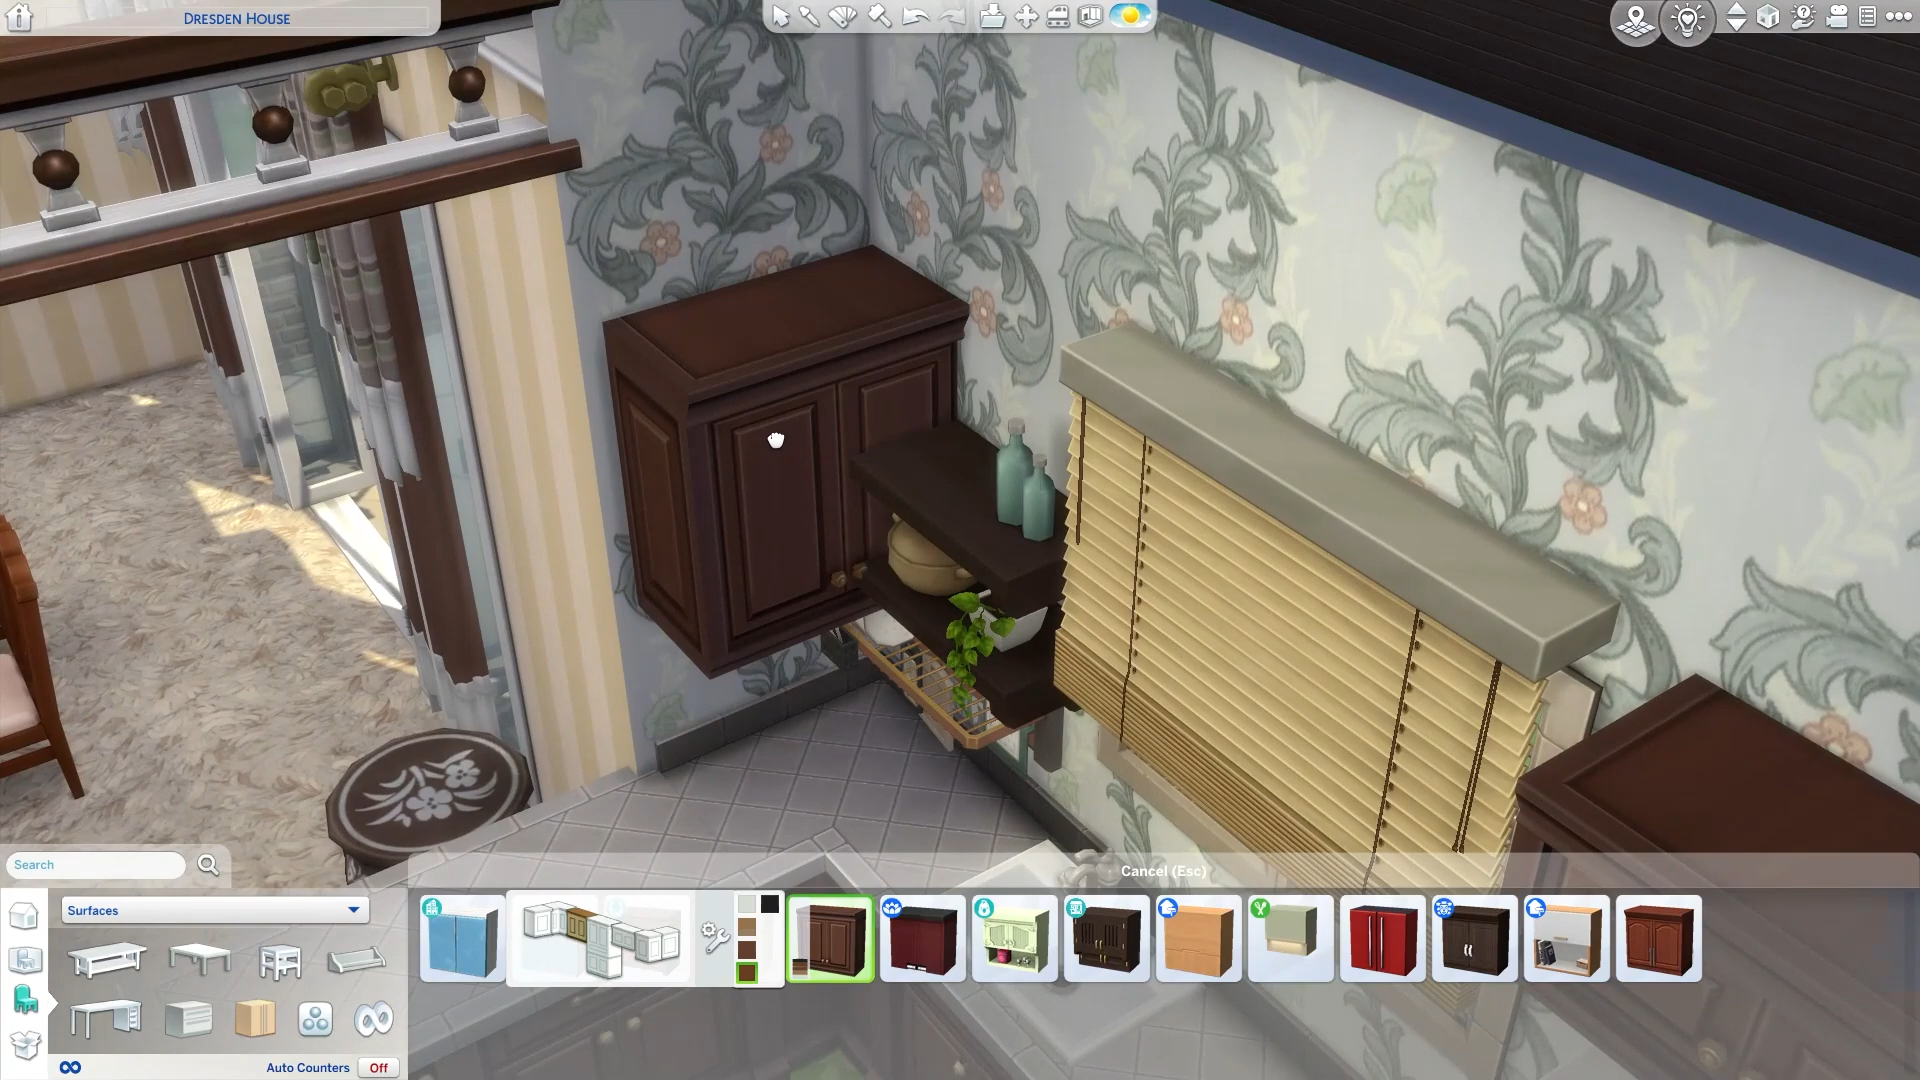 DRESDEN HOUSE
Cancel (Esc)
Search
Surfaces
Auto Counters
Off